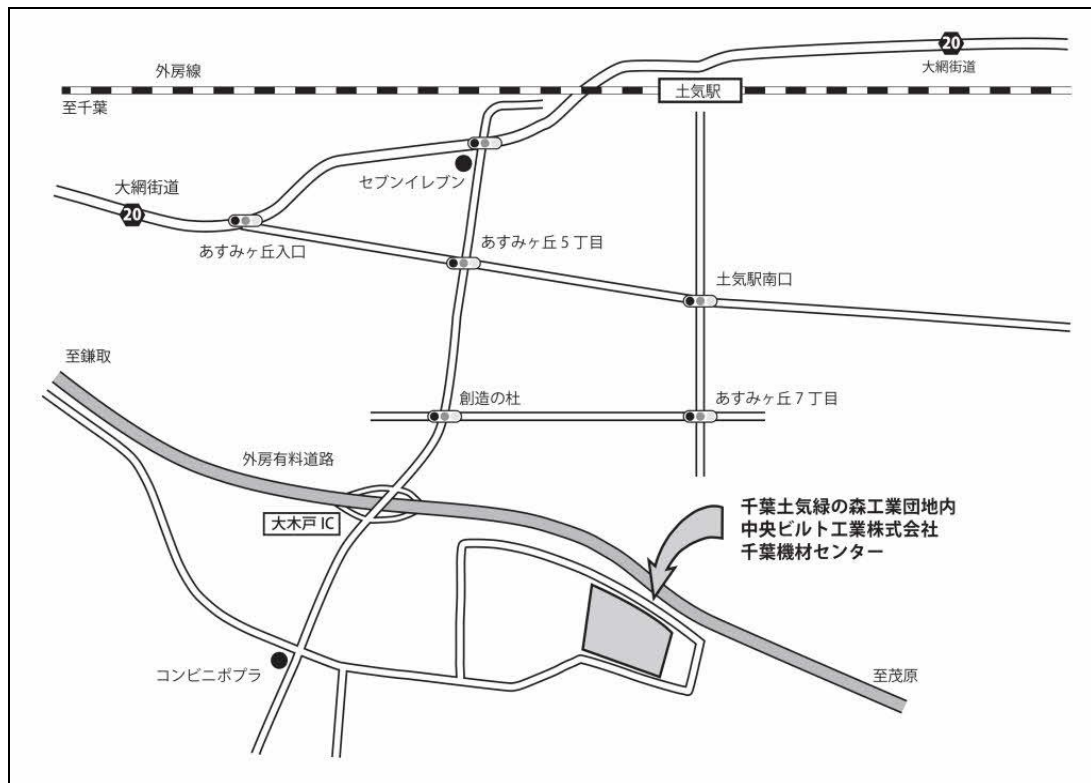 20
大網街道
外房線
土気駅
至千葉
セブンイレブン
大網街道
20
あすみヶ丘入口
あすみヶ丘5丁目
土気駅南口
至鎌取
創造の杜
あすみヶ丘7丁目
外房有料道路
大木戸IC
千葉土気緑の森工業団地内
中央ビルト工業株式会社
千葉機材センター
コンビニポプラ
至茂原